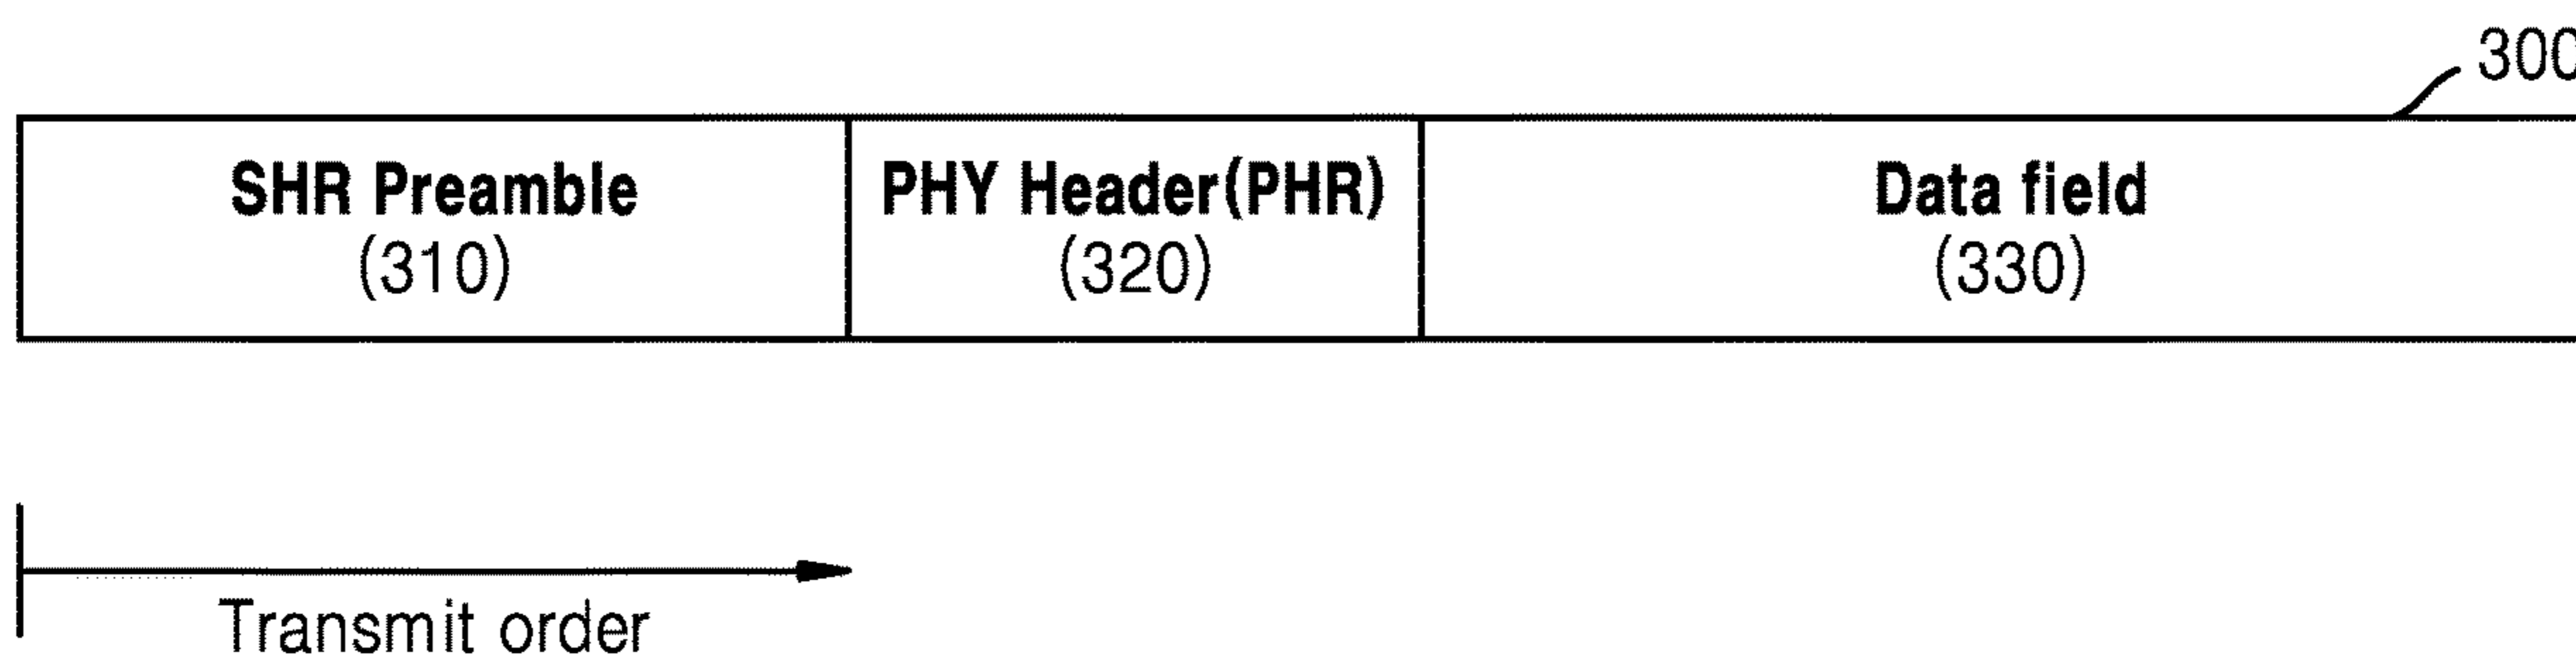 300
SHR Preamble PHY Header(PHR) Data field
(310) (320) (330)
Transmit order